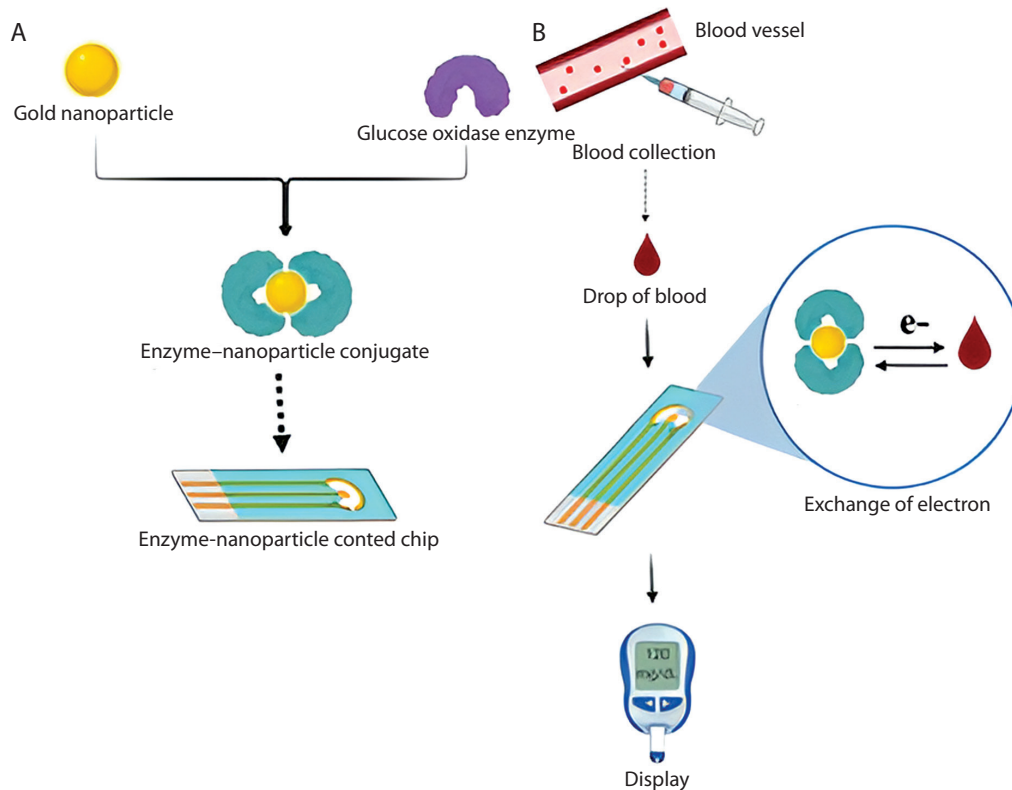 A
Gold nanoparticle
Glucose oxidase enzyme
Enzyme–nanoparticle conjugate
Enzyme-nanoparticle conted chip
B
Blood vessel
Blood collection
Drop of blood
e-
Exchange of electron
Display